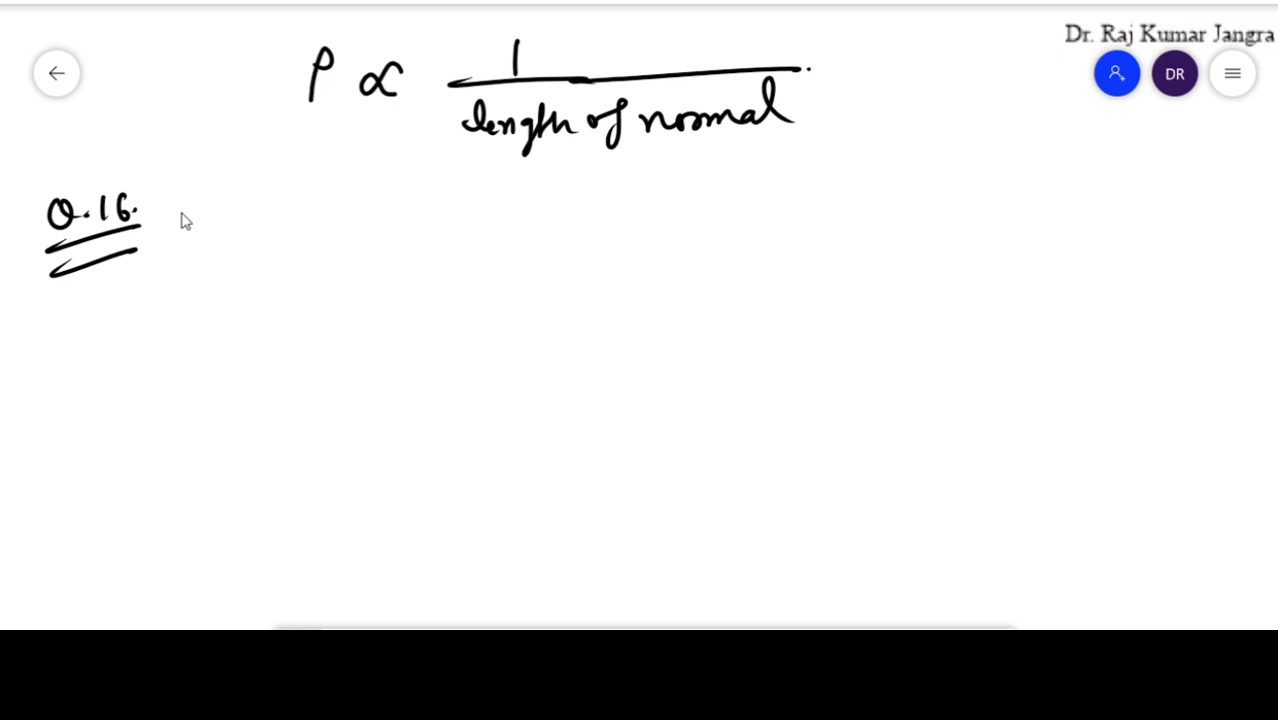 Dr. Raj Kumar Jangra
DR
ρ ∝ 1 / length of normal.
Q.16.